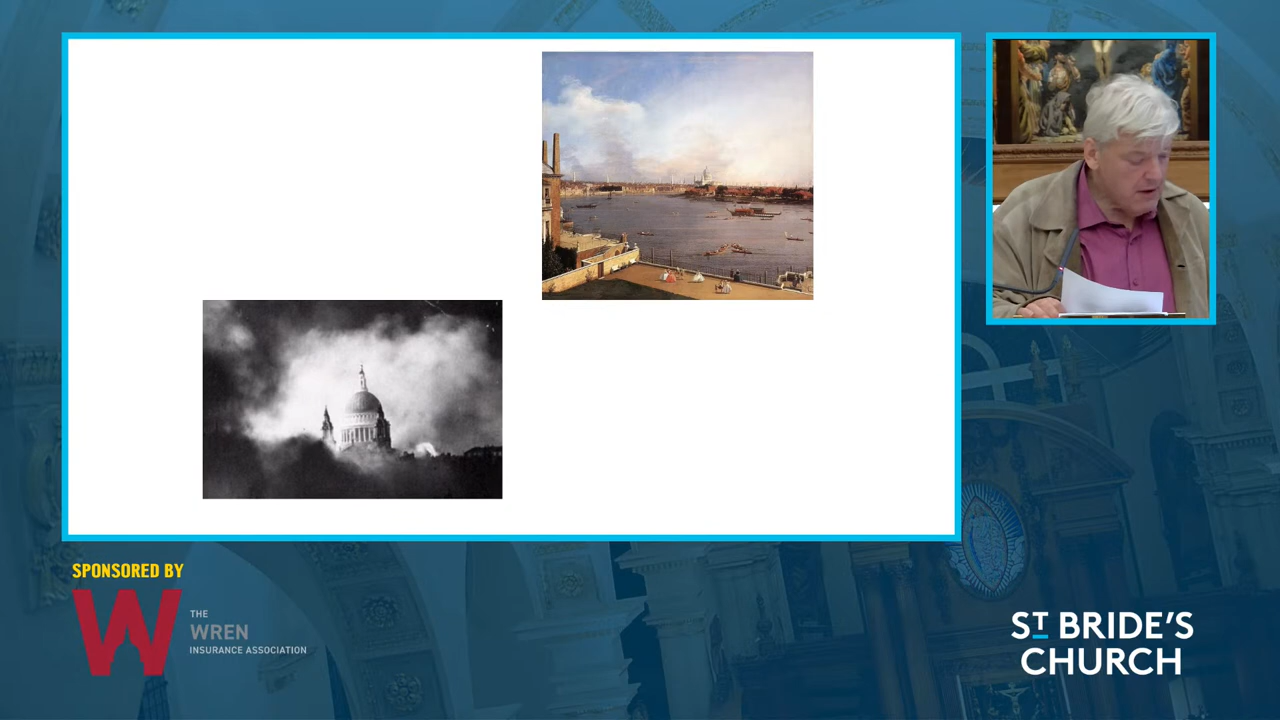 SPONSORED BY
W
THE
WREN
INSURANCE ASSOCIATION
ST BRIDE'S
CHURCH